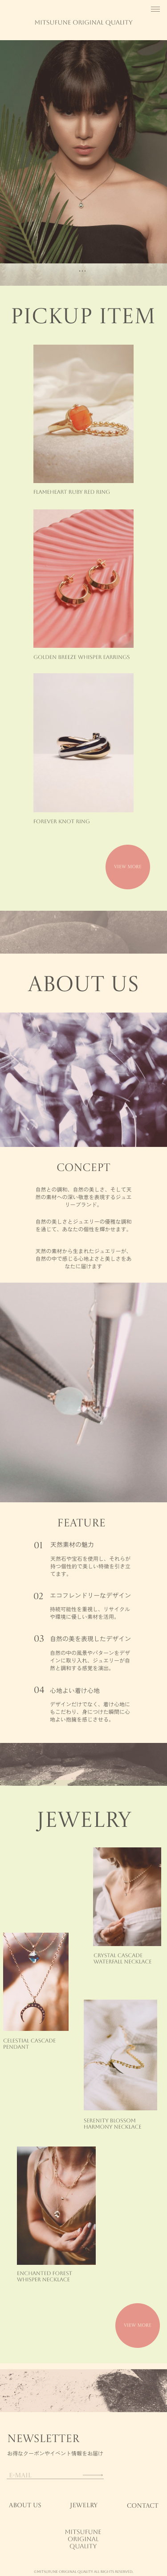 MITSUFUNE ORIGINAL QUALITY
PICKUP ITEM
FLAMEHEART RUBY RED RING
GOLDEN BREEZE WHISPER EARRINGS
FOREVER KNOT RING
VIEW MORE
ABOUT US
CONCEPT
自然との調和、自然の美しさ、そして天
然の素材への深い敬意を表現するジュエ
リーブランド。
自然の美しさとジュエリーの優雅な調和
を通じて、あなたの個性を輝かせます。
天然の素材から生まれたジュエリーが、
自然の中で感じる心地よさと美しさをあ
なたに届けます
FEATURE
01 天然素材の魅力
天然石や宝石を使用し、それらが
持つ個性的で美しい特徴を引き立
てます。
02 エコフレンドリーなデザイン
持続可能性を重視し、リサイクル
や環境に優しい素材を活用。
03 自然の美を表現したデザイン
自然の中の風景やパターンをデザ
インに取り入れ、ジュエリーが自
然と調和する感覚を演出。
04 心地よい着け心地
デザインだけでなく、着け心地に
もこだわり、身につけた瞬間に心
地よい抱擁を感じさせる。
JEWELRY
CRYSTAL CASCADE
WATERFALL NECKLACE
CELESTIAL CASCADE
PENDANT
SERENITY BLOSSOM
HARMONY NECKLACE
ENCHANTED FOREST
WHISPER NECKLACE
VIEW MORE
NEWSLETTER
お得なクーポンやイベント情報をお届け
E-MAIL
ABOUT US JEWELRY CONTACT
MITSUFUNE
ORIGINAL
QUALITY
©MITSUFUNE ORIGINAL QUALITY ALL RIGHTS RESERVED.